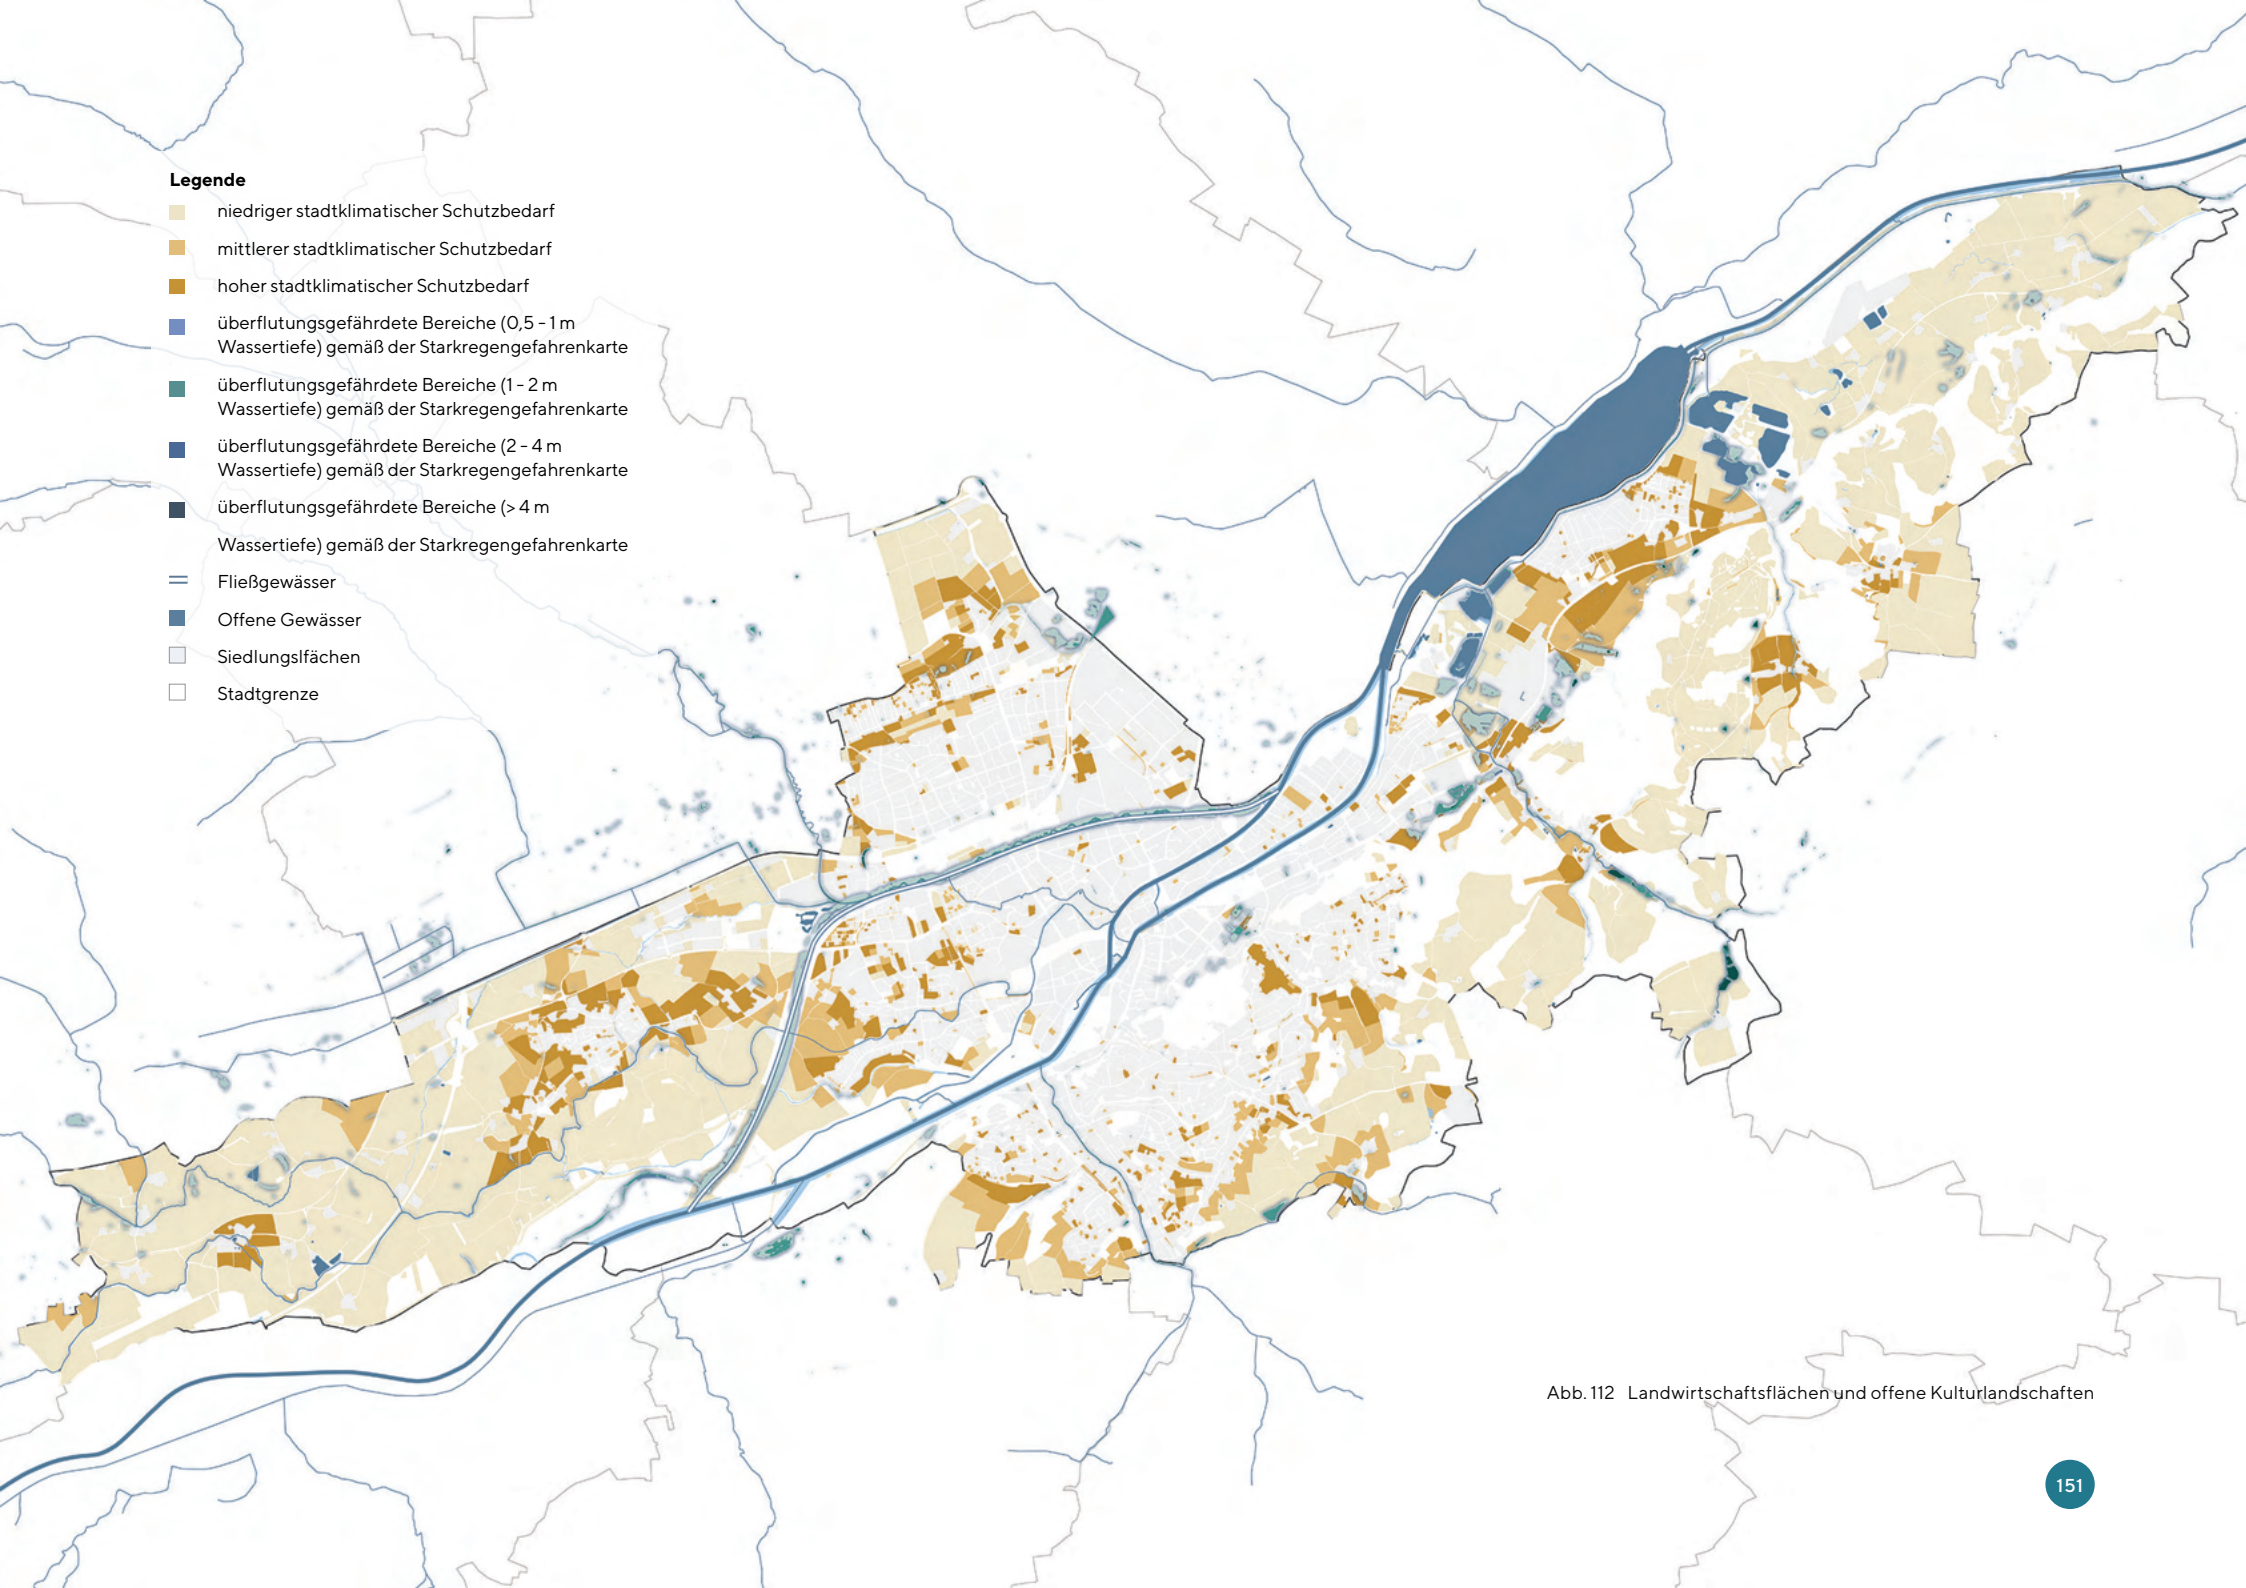 Legende
niedriger stadtklimatischer Schutzbedarf
mittlerer stadtklimatischer Schutzbedarf
hoher stadtklimatischer Schutzbedarf
überflutungsgefährdete Bereiche (0,5 - 1 m
Wassertiefe) gemäß der Starkregengefahrenkarte
überflutungsgefährdete Bereiche (1 - 2 m
Wassertiefe) gemäß der Starkregengefahrenkarte
überflutungsgefährdete Bereiche (2 - 4 m
Wassertiefe) gemäß der Starkregengefahrenkarte
überflutungsgefährdete Bereiche (> 4 m
Wassertiefe) gemäß der Starkregengefahrenkarte
Fließgewässer
Offene Gewässer
Siedlungslfächen
Stadtgrenze
Abb. 112 Landwirtschaftsflächen und offene Kulturlandschaften
151